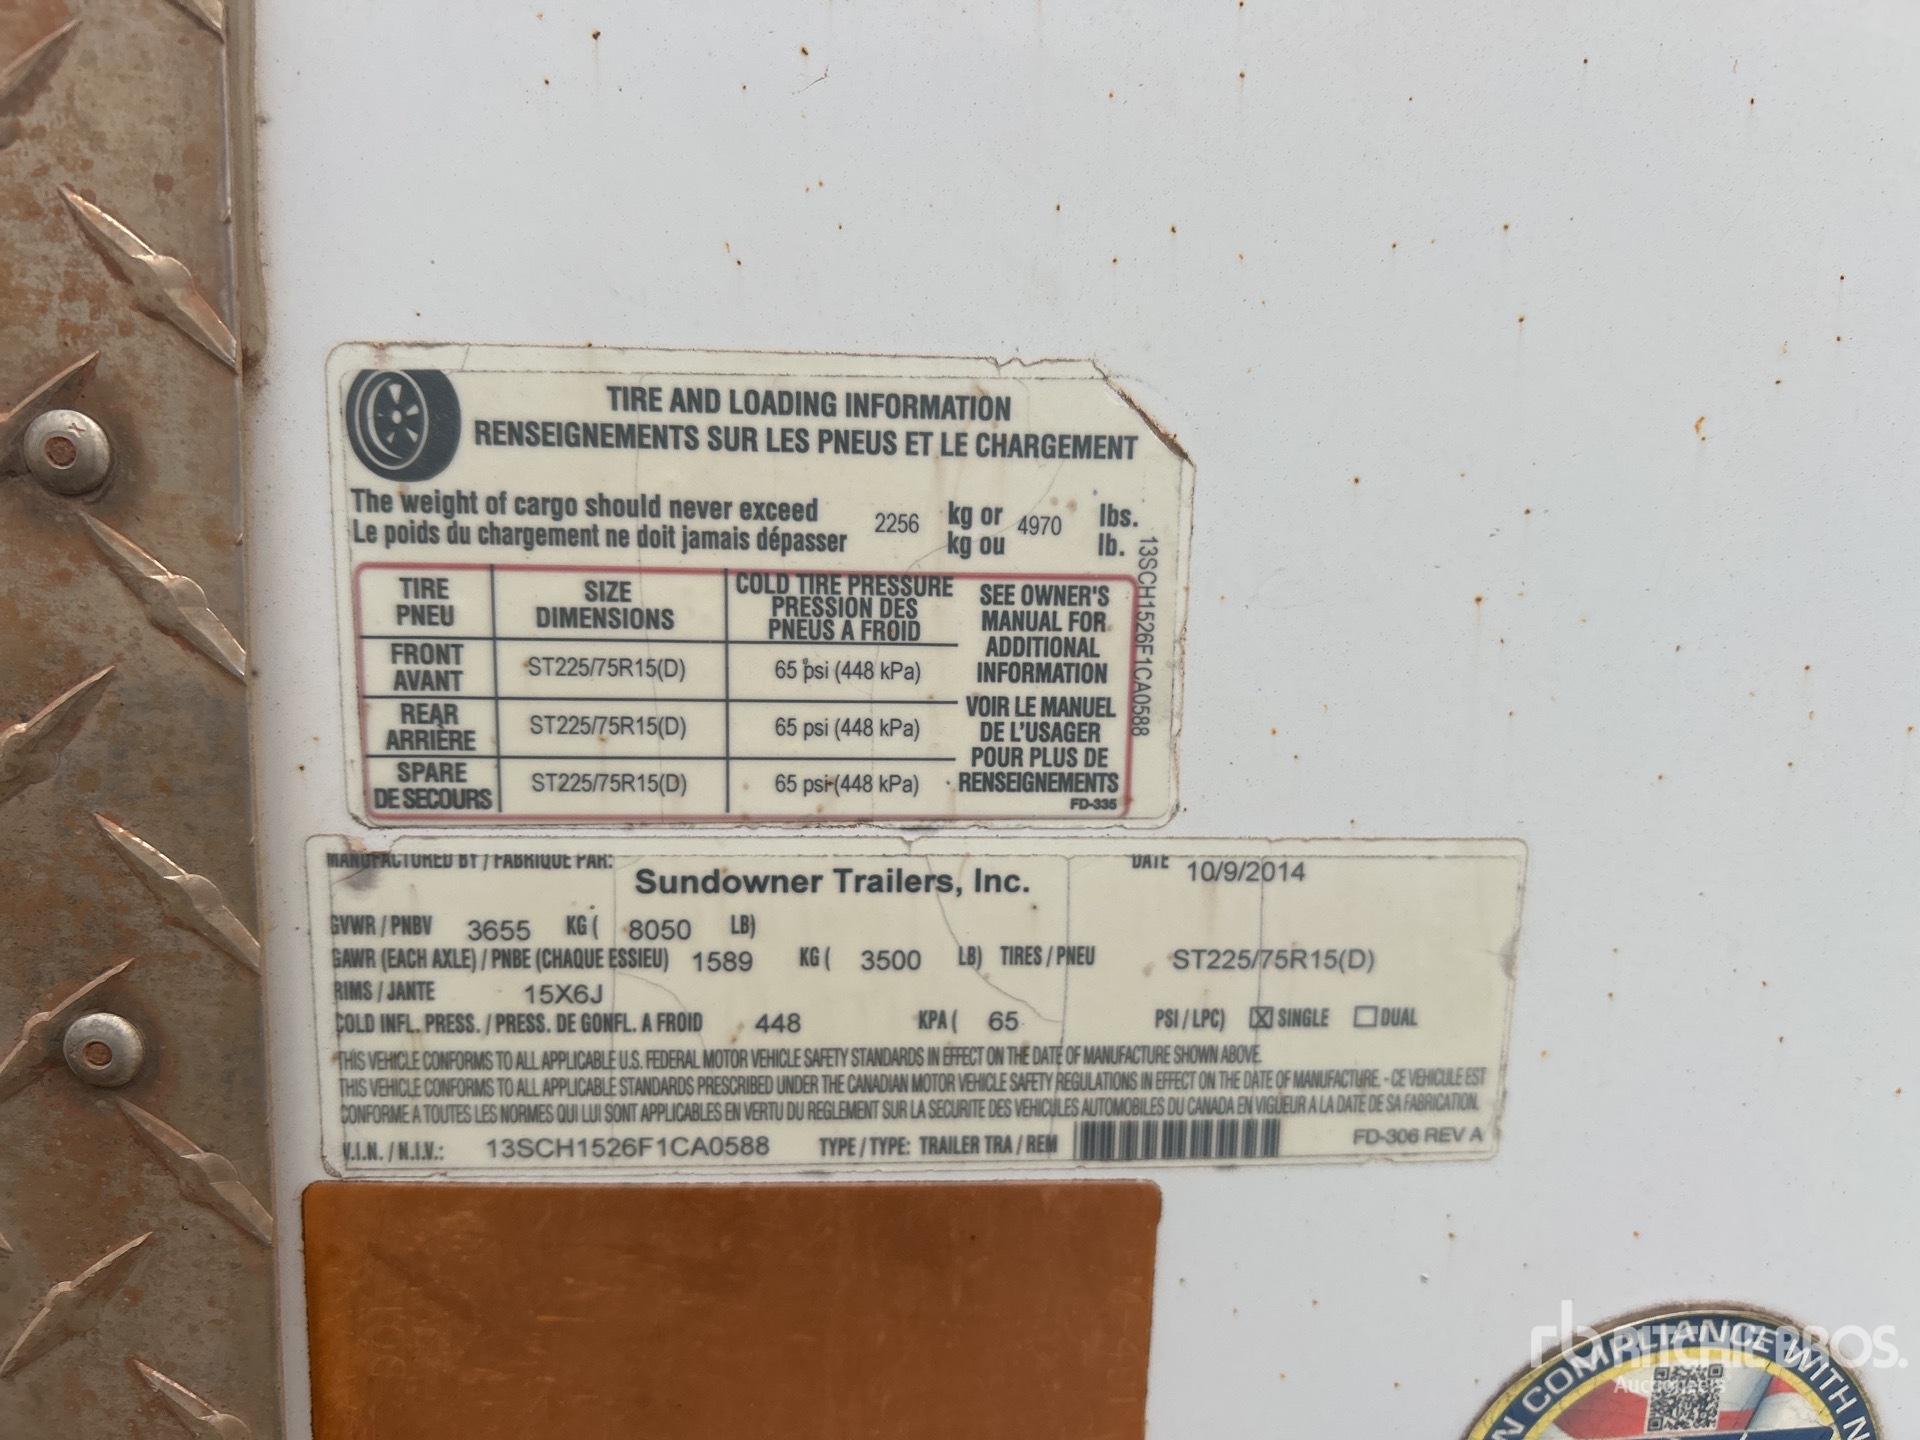 TIRE AND LOADING INFORMATION
RENSEIGNEMENTS SUR LES PNEUS ET LE CHARGEMENT
The weight of cargo should never exceed 2256 kg or 4970 lbs.
Le poids du chargement ne doit jamais dépasser kg ou lb.
13SCH1526F1CA0588
TIRE SIZE COLD TIRE PRESSURE
PNEU DIMENSIONS PRESSION DES
PNEUS A FROID
FRONT ST225/75R15(D) 65 psi (448 kPa)
AVANT
REAR ST225/75R15(D) 65 psi (448 kPa)
ARRIÈRE
SPARE ST225/75R15(D) 65 psi (448 kPa)
DE SECOURS
SEE OWNER'S
MANUAL FOR
ADDITIONAL
INFORMATION
VOIR LE MANUEL
DE L'USAGER
POUR PLUS DE
RENSEIGNEMENTS
FD-335
MANUFACTURED BY / FABRIQUE PAR: Sundowner Trailers, Inc. DATE 10/9/2014
GVWR / PNBV 3655 KG ( 8050 LB)
GAWR (EACH AXLE) / PNBE (CHAQUE ESSIEU) 1589 KG ( 3500 LB) TIRES / PNEU ST225/75R15(D)
RIMS / JANTE 15X6J
COLD INFL. PRESS. / PRESS. DE GONFL. A FROID 448 KPA ( 65 PSI / LPC) SINGLE DUAL
THIS VEHICLE CONFORMS TO ALL APPLICABLE U.S. FEDERAL MOTOR VEHICLE SAFETY STANDARDS IN EFFECT ON THE DATE OF MANUFACTURE SHOWN ABOVE.
THIS VEHICLE CONFORMS TO ALL APPLICABLE STANDARDS PRESCRIBED UNDER THE CANADIAN MOTOR VEHICLE SAFETY REGULATIONS IN EFFECT ON THE DATE OF MANUFACTURE. - CE VEHICULE EST
CONFORME A TOUTES LES NORMES QUI LUI SONT APPLICABLES EN VERTU DU REGLEMENT SUR LA SECURITE DES VEHICULES AUTOMOBILES DU CANADA EN VIGUEUR A LA DATE DE SA FABRICATION.
V.I.N. / N.I.V.: 13SCH1526F1CA0588 TYPE / TYPE: TRAILER TRA / REM FD-306 REV A
IN COMPLIANCE WITH N
rb RITCHIE BROS.
Auctioneers